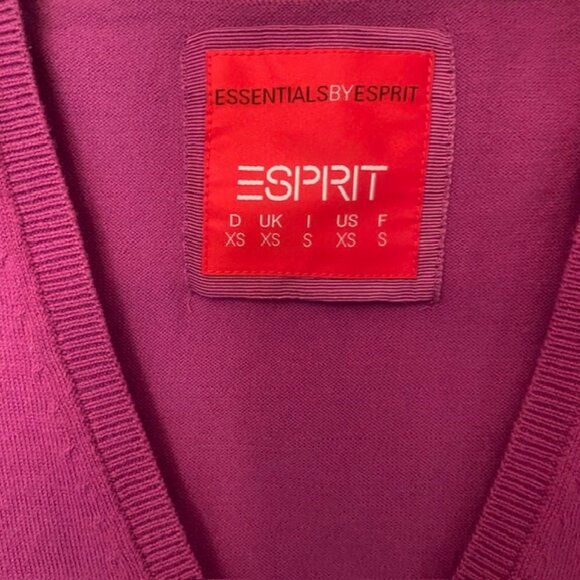 ESSENTIALSBYESPRIT
ESPRIT
D UK I US F
XS XS S XS S